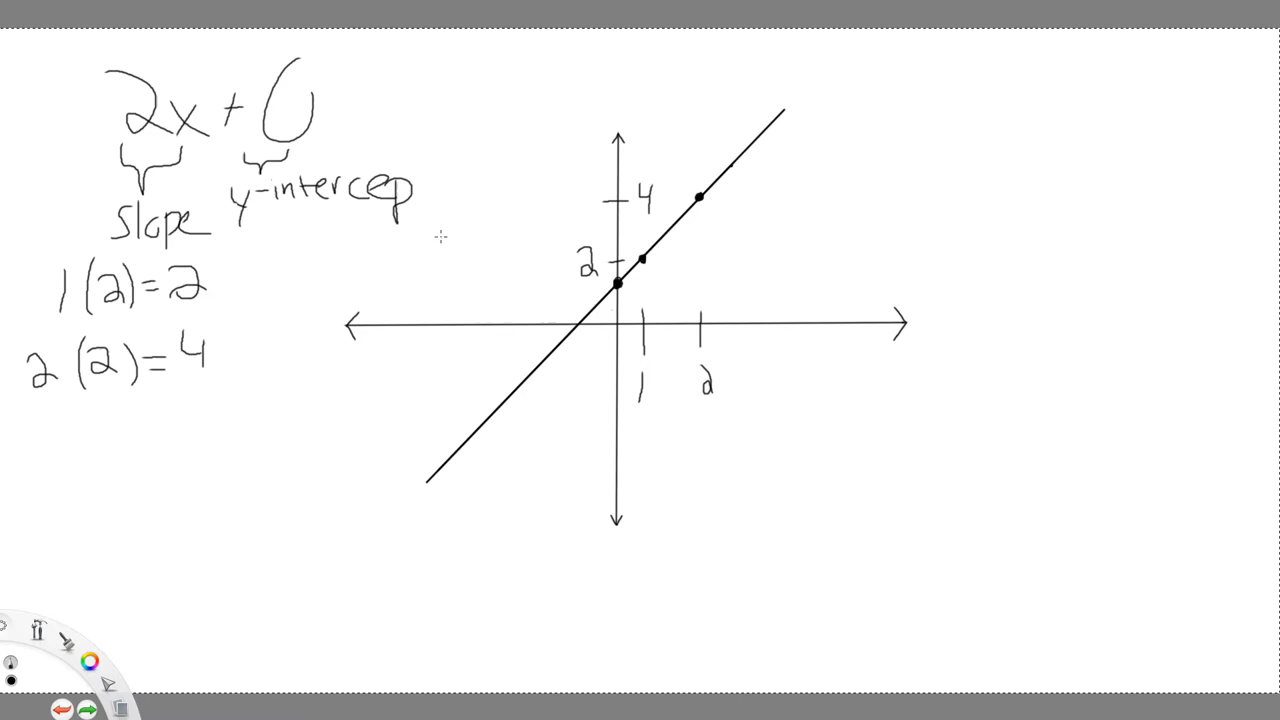 2x + 0
y-intercep
slope
1 (2) = 2
2 (2) = 4
4
2
1 2